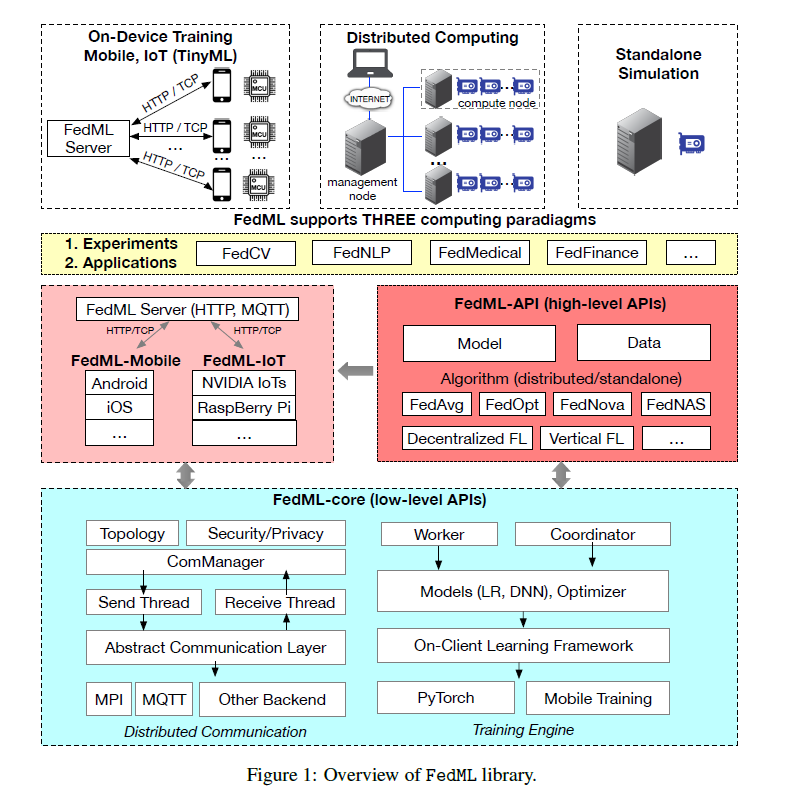 On-Device Training
Mobile, IoT (TinyML)
FedML
Server
HTTP / TCP
HTTP / TCP
...
HTTP / TCP
...
...
MCU
MCU
MCU
Distributed Computing
INTERNET
compute node
...
...
...
...
management
node
Standalone
Simulation
FedML supports THREE computing paradiagms
1. Experiments
2. Applications
FedCV
FedNLP
FedMedical
FedFinance
...
FedML Server (HTTP, MQTT)
HTTP/TCP
HTTP/TCP
FedML-Mobile
Android
iOS
...
FedML-IoT
NVIDIA IoTs
RaspBerry Pi
...
FedML-API (high-level APIs)
Model
Data
Algorithm (distributed/standalone)
FedAvg
FedOpt
FedNova
FedNAS
Decentralized FL
Vertical FL
...
FedML-core (low-level APIs)
Topology
Security/Privacy
ComManager
Send Thread
Receive Thread
Abstract Communication Layer
MPI
MQTT
Other Backend
Distributed Communication
Worker
Coordinator
Models (LR, DNN), Optimizer
On-Client Learning Framework
PyTorch
Mobile Training
Training Engine
Figure 1: Overview of FedML library.